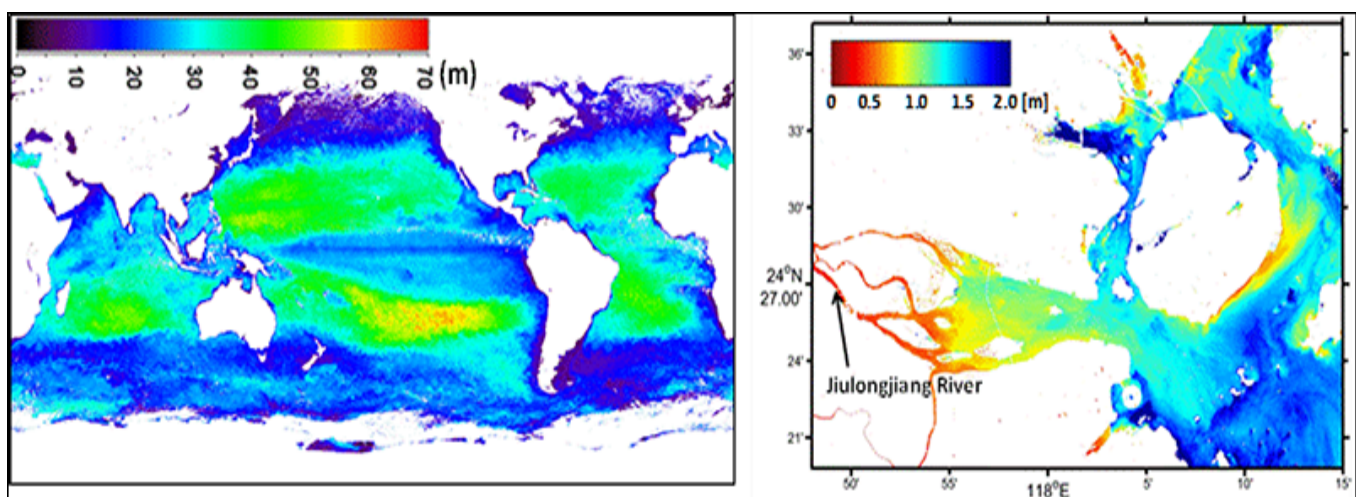 0 10 20 30 40 50 60 70 (m)
0 0.5 1.0 1.5 2.0 [m]
36'
33'
30'
24°N
27.00'
24'
21'
Jiulongjiang River
50' 55' 118°E 5' 10' 15'